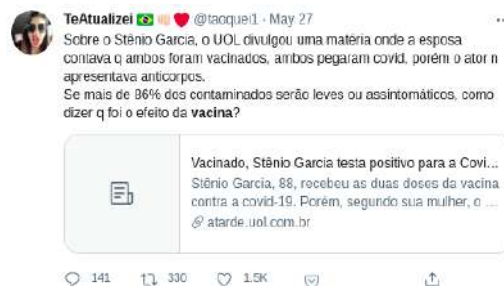 TeAtualizei 🇧🇷👊🏻❤️ @taoquei1 · May 27
Sobre o Stênio Garcia, o UOL divulgou uma matéria onde a esposa
contava q ambos foram vacinados, ambos pegaram covid, porém o ator n
apresentava anticorpos.
Se mais de 86% dos contaminados serão leves ou assintomáticos, como
dizer q foi o efeito da vacina?
Vacinado, Stênio Garcia testa positivo para a Covi...
Stênio Garcia, 88, recebeu as duas doses da vacina
contra a covid-19. Porém, segundo sua mulher, o ...
atarde.uol.com.br
141 330 1.5K